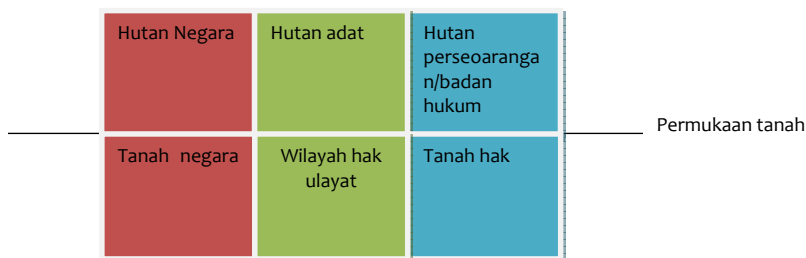 Hutan Negara
Hutan adat
Hutan
perseoaranga
n/badan
hukum
Permukaan tanah
Tanah negara
Wilayah hak
ulayat
Tanah hak